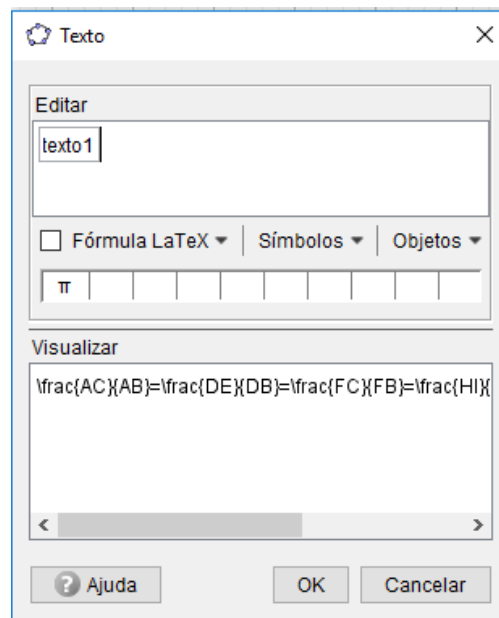 Texto
Editar
texto1
Fórmula LaTeX Símbolos Objetos
π
Visualizar
\frac{AC}{AB}=\frac{DE}{DB}=\frac{FC}{FB}=\frac{HI}{
? Ajuda OK Cancelar